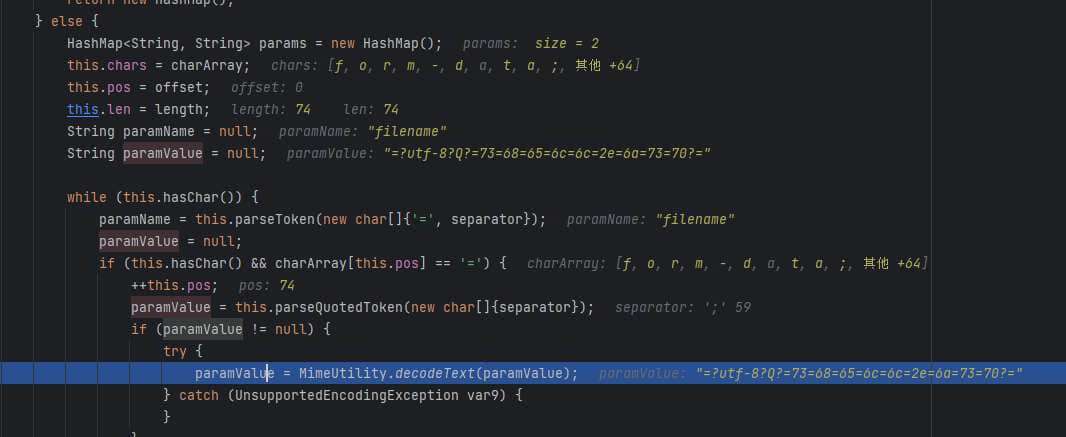 return new HashMap();
} else {
HashMap<String, String> params = new HashMap(); params: size = 2
this.chars = charArray; chars: [f, o, r, m, -, d, a, t, a, ;, 其他 +64]
this.pos = offset; offset: 0
this.len = length; length: 74 len: 74
String paramName = null; paramName: "filename"
String paramValue = null; paramValue: "=?utf-8?Q?=73=68=65=6c=6c=2e=6a=73=70?="
while (this.hasChar()) {
paramName = this.parseToken(new char[]{'=', separator}); paramName: "filename"
paramValue = null;
if (this.hasChar() && charArray[this.pos] == '=') { charArray: [f, o, r, m, -, d, a, t, a, ;, 其他 +64]
++this.pos; pos: 74
paramValue = this.parseQuotedToken(new char[]{separator}); separator: ';' 59
if (paramValue != null) {
try {
paramValue = MimeUtility.decodeText(paramValue); paramValue: "=?utf-8?Q?=73=68=65=6c=6c=2e=6a=73=70?="
} catch (UnsupportedEncodingException var9) {
}
}